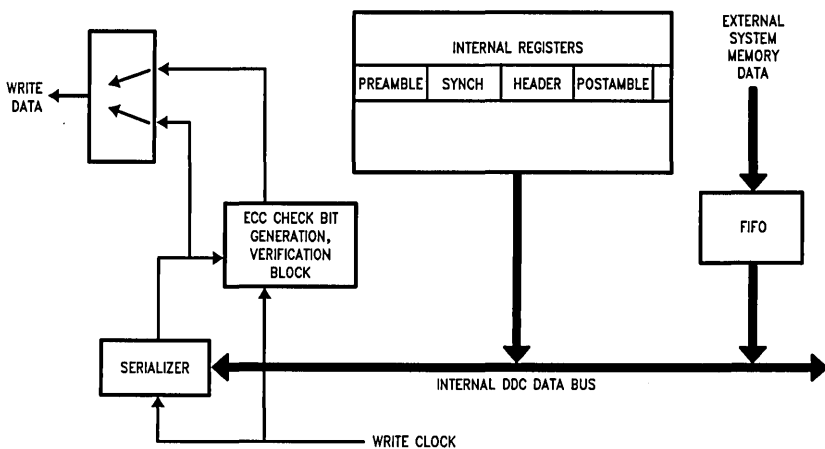 WRITE
DATA
INTERNAL REGISTERS
PREAMBLE SYNCH HEADER POSTAMBLE
EXTERNAL
SYSTEM
MEMORY
DATA
ECC CHECK BIT
GENERATION,
VERIFICATION
BLOCK
FIFO
SERIALIZER
INTERNAL DDC DATA BUS
WRITE CLOCK